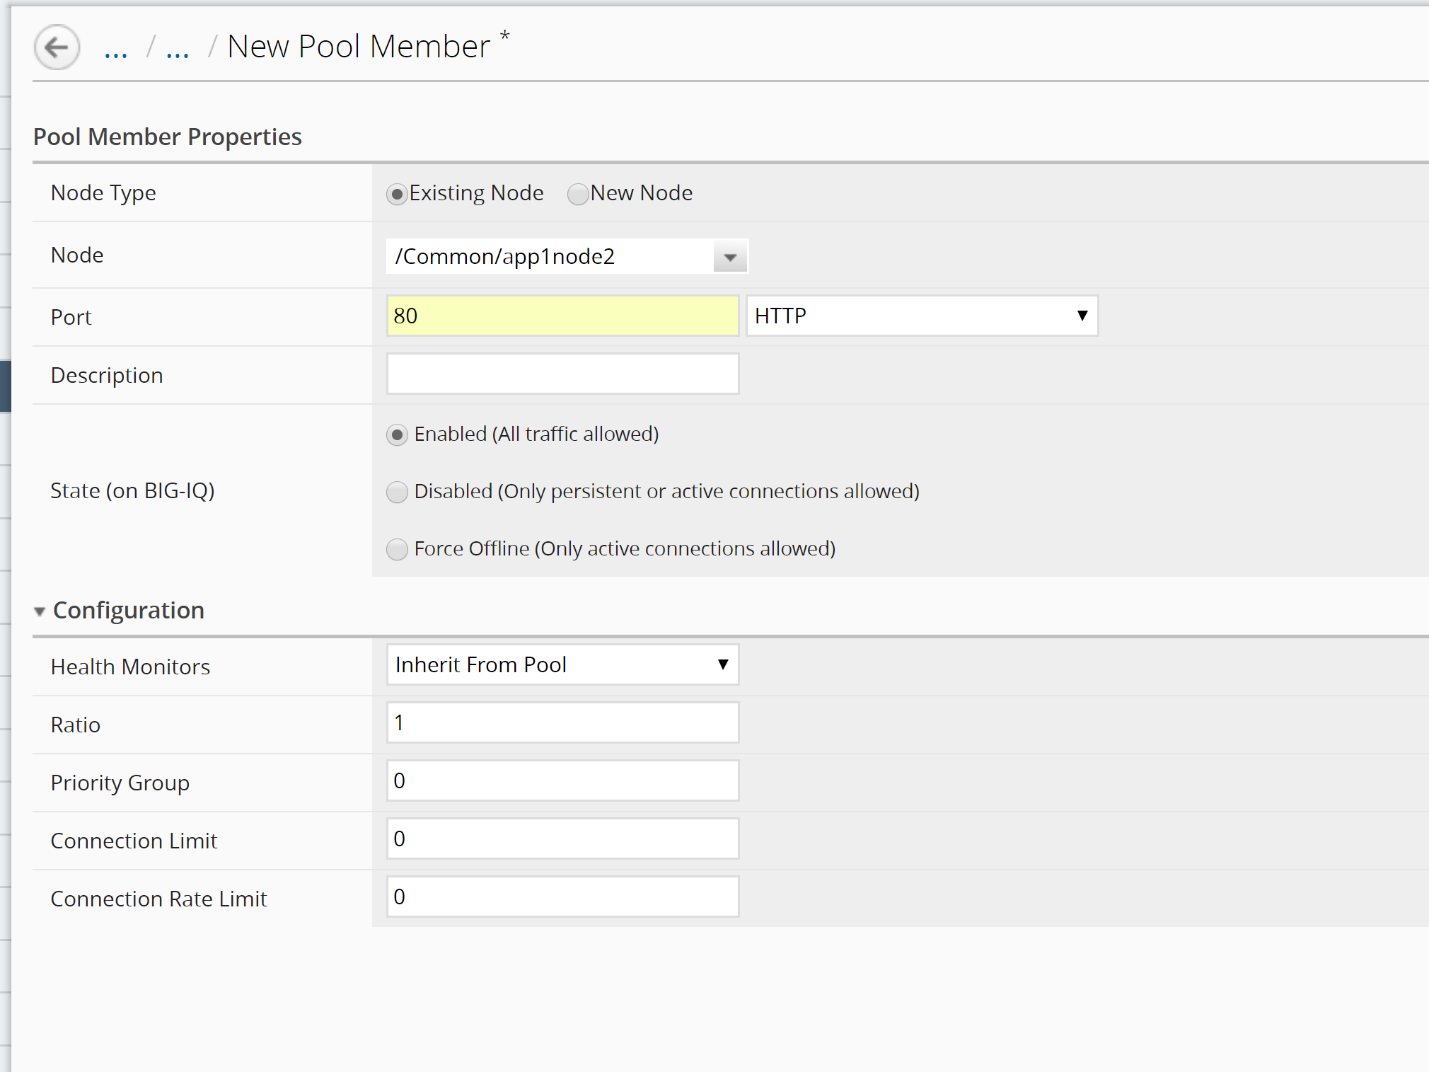 ... / ... / New Pool Member *
Pool Member Properties
Node Type Existing Node New Node
Node /Common/app1node2
Port 80 HTTP
Description
Enabled (All traffic allowed)
State (on BIG-IQ) Disabled (Only persistent or active connections allowed)
Force Offline (Only active connections allowed)
Configuration
Health Monitors Inherit From Pool
Ratio 1
Priority Group 0
Connection Limit 0
Connection Rate Limit 0